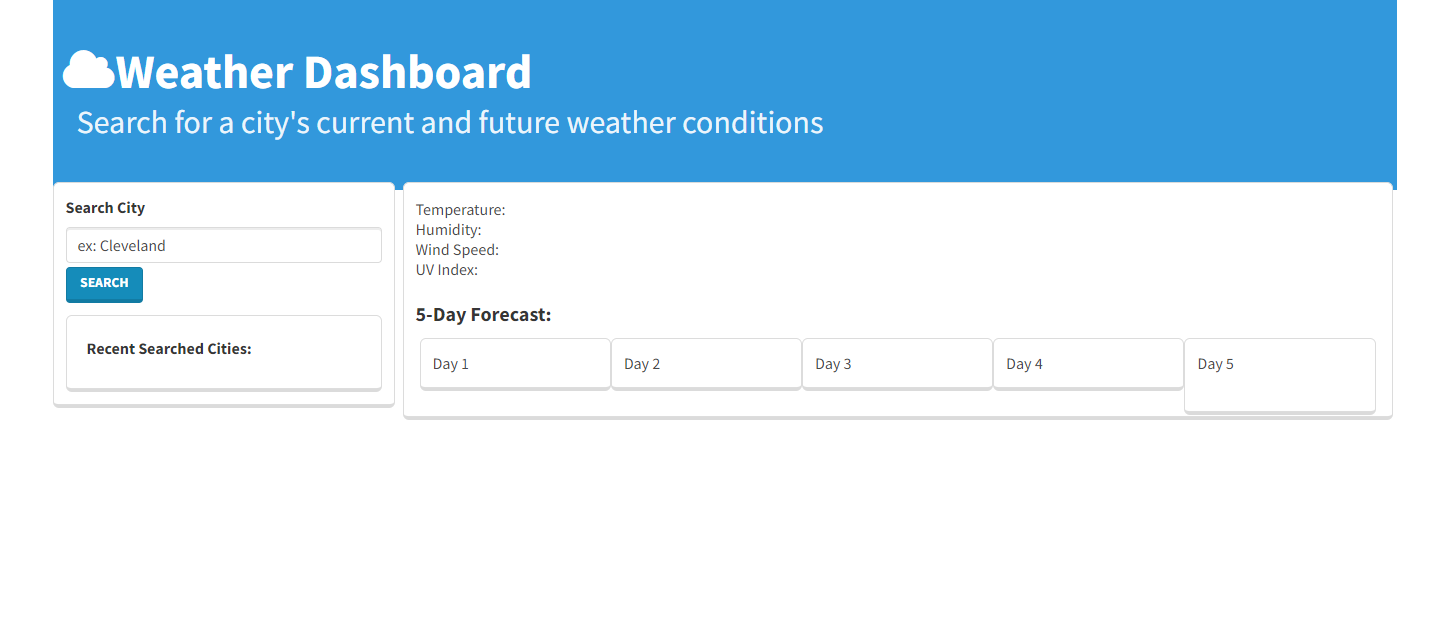 Weather Dashboard
Search for a city's current and future weather conditions
Search City
ex: Cleveland
SEARCH
Recent Searched Cities:
Temperature:
Humidity:
Wind Speed:
UV Index:
5-Day Forecast:
Day 1
Day 2
Day 3
Day 4
Day 5